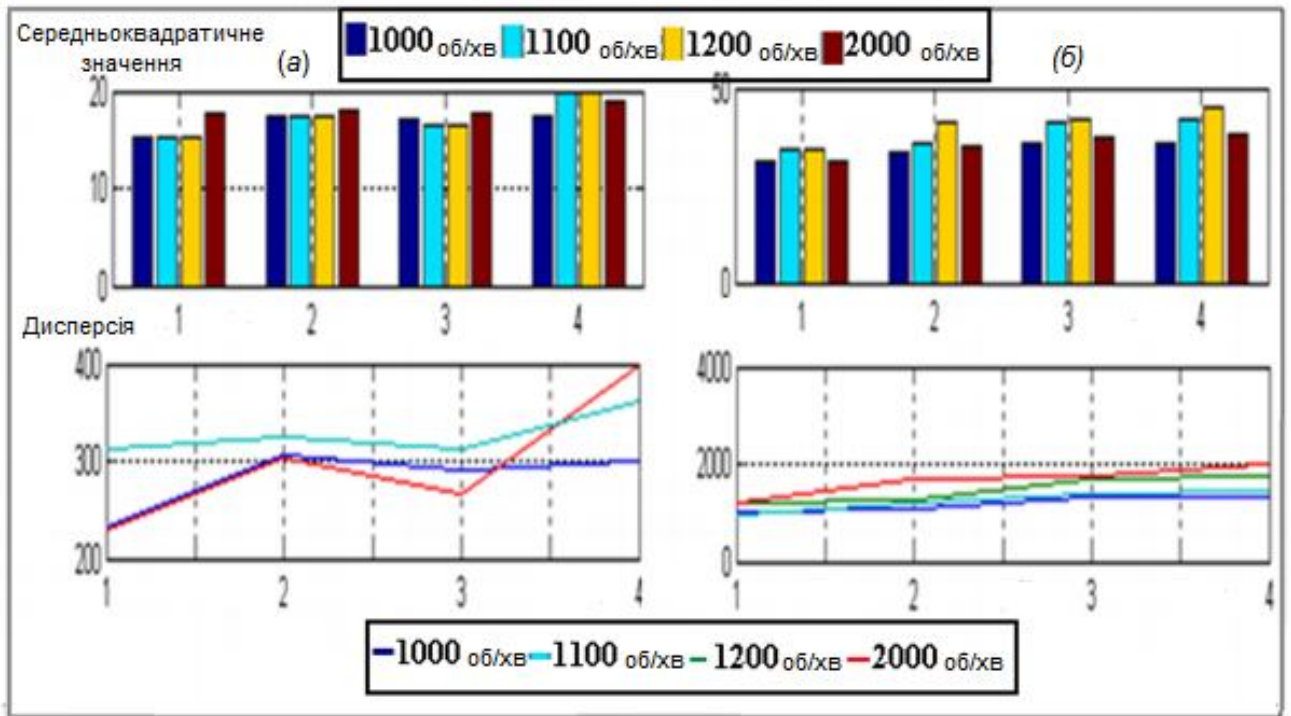 Середньоквадратичне
значення
(а)
1000 об/хв 1100 об/хв 1200 об/хв 2000 об/хв
(б)
20
10
0
1 2 3 4
50
0
1 2 3 4
Дисперсія
400
300
200
1 2 3 4
4000
2000
0
1 2 3 4
1000 об/хв 1100 об/хв 1200 об/хв 2000 об/хв